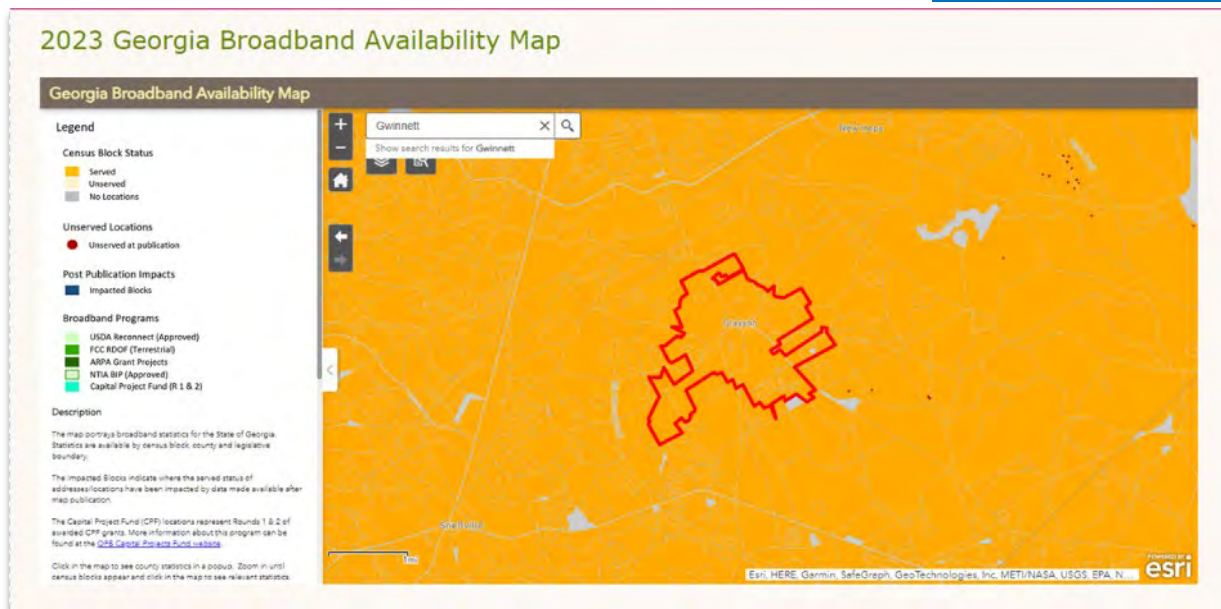 2023 Georgia Broadband Availability Map
Georgia Broadband Availability Map
Legend
Census Block Status
Served
Unserved
No Locations
Unserved Locations
Unserved at publication
Post Publication Impacts
Impacted Blocks
Broadband Programs
USDA Reconnect (Approved)
FCC RDOF (Terrestrial)
ARPA Grant Projects
NTIA BIP (Approved)
Capital Project Fund (R 1 & 2)
Description
The map portrays broadband statistics for the State of Georgia.
Statistics are available by census block, county and legislative
boundary.
The Impacted Blocks indicate where the served status of
addresses/locations have been impacted by data made available after
map publication.
The Capital Project Fund (CPF) locations represent Rounds 1 & 2 of
awarded CPF grants. More information about this program can be
found at the OPB Capital Projects Fund website.
Click in the map to see county statistics in a popup. Zoom in until
census blocks appear and click in the map to see relevant statistics.
+
−
Gwinnett
Show search results for Gwinnett
New Hope
Grayson
Snellville
1mi
Esri, HERE, Garmin, SafeGraph, GeoTechnologies, Inc, METI/NASA, USGS, EPA, N...
POWERED BY
esri